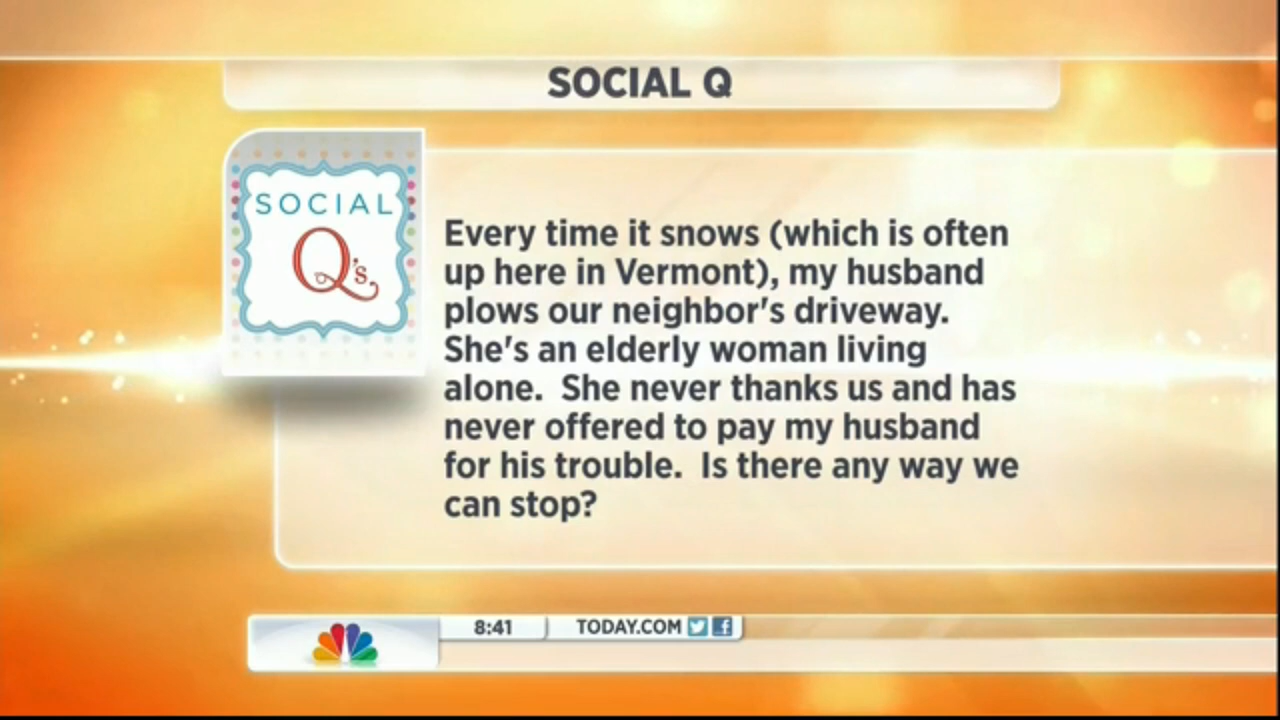 SOCIAL Q
SOCIAL
Q's
Every time it snows (which is often
up here in Vermont), my husband
plows our neighbor's driveway.
She's an elderly woman living
alone.  She never thanks us and has
never offered to pay my husband
for his trouble.  Is there any way we
can stop?
8:41 TODAY.COM